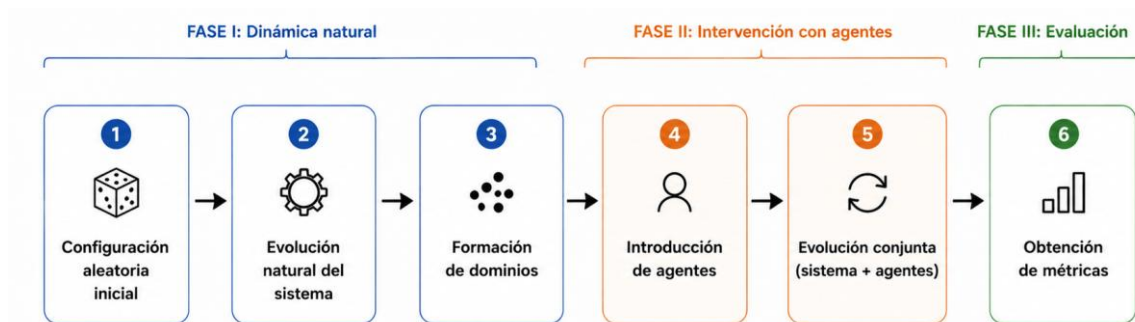 FASE I: Dinámica natural
FASE II: Intervención con agentes
FASE III: Evaluación
1
2
3
4
5
6
Configuración
aleatoria
inicial
Evolución
natural del
sistema
Formación
de dominios
Introducción
de agentes
Evolución conjunta
(sistema + agentes)
Obtención
de métricas